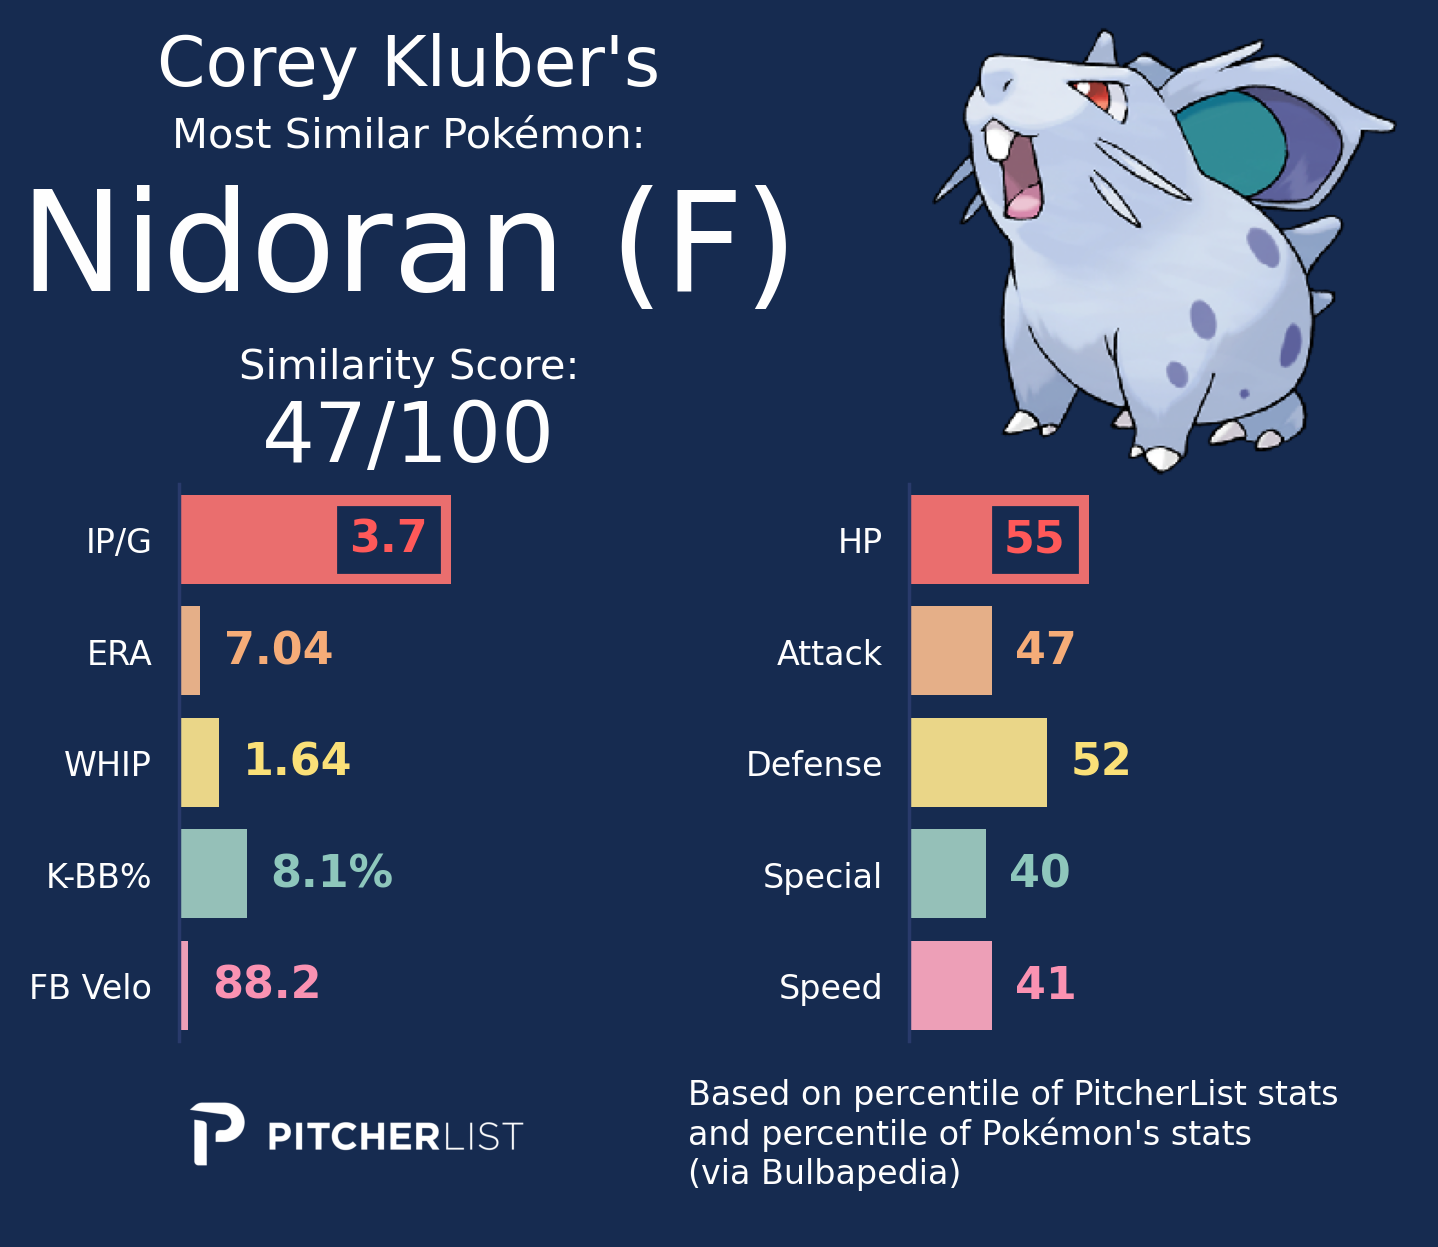 Corey Kluber's
Most Similar Pokémon:
Nidoran (F)
Similarity Score:
47/100
IP/G 3.7
ERA 7.04
WHIP 1.64
K-BB% 8.1%
FB Velo 88.2
HP 55
Attack 47
Defense 52
Special 40
Speed 41
PITCHERLIST
Based on percentile of PitcherList stats
and percentile of Pokémon's stats
(via Bulbapedia)